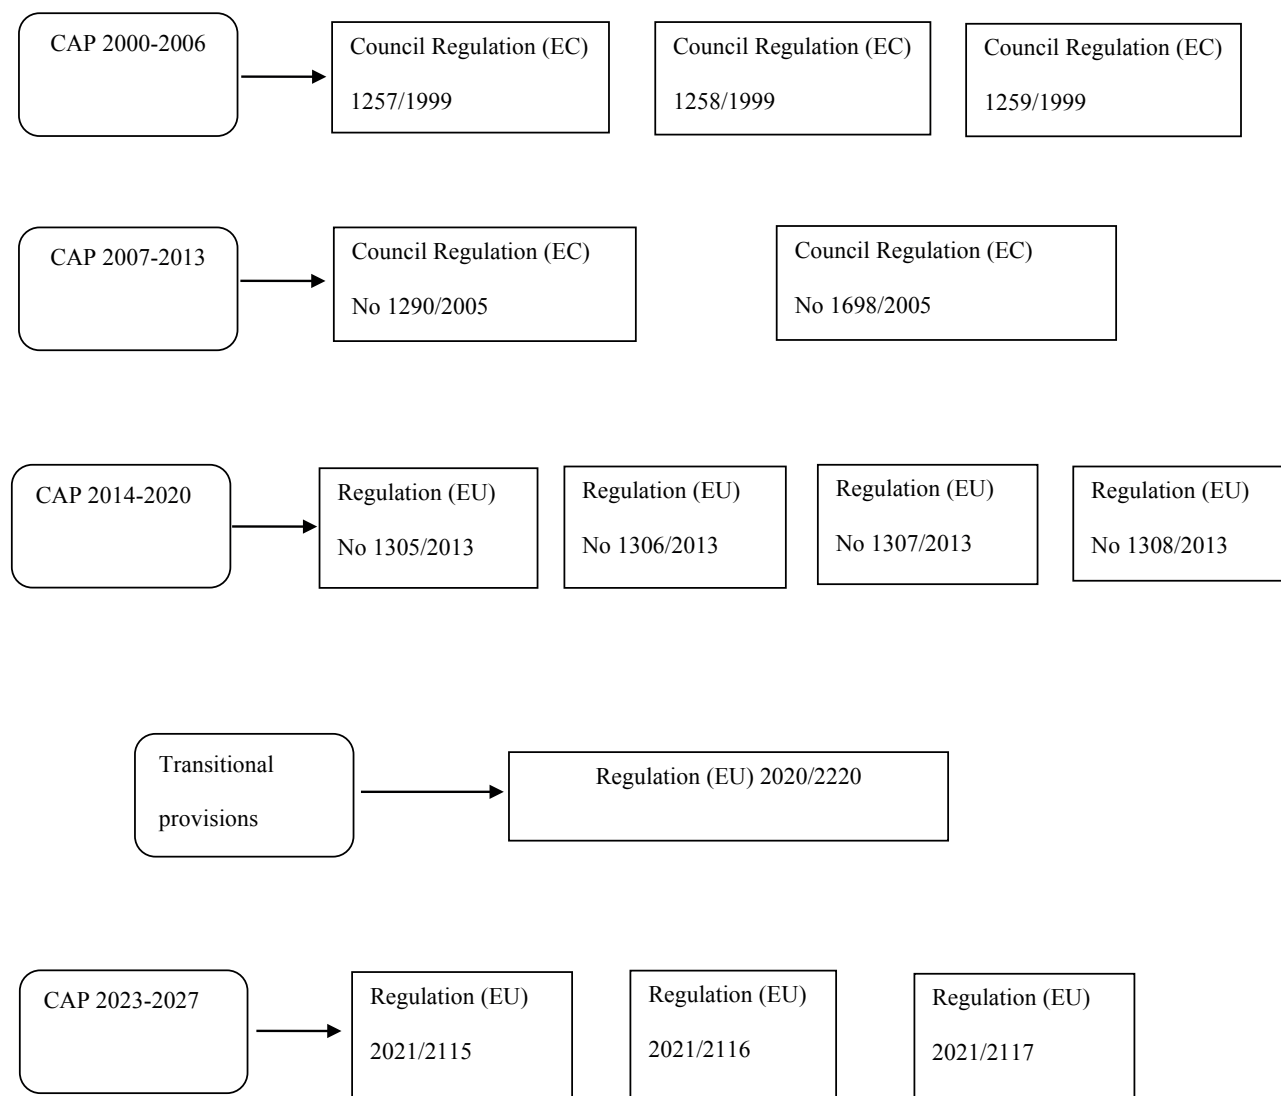 CAP 2000-2006
Council Regulation (EC)
1257/1999
Council Regulation (EC)
1258/1999
Council Regulation (EC)
1259/1999
CAP 2007-2013
Council Regulation (EC)
No 1290/2005
Council Regulation (EC)
No 1698/2005
CAP 2014-2020
Regulation (EU)
No 1305/2013
Regulation (EU)
No 1306/2013
Regulation (EU)
No 1307/2013
Regulation (EU)
No 1308/2013
Transitional
provisions
Regulation (EU) 2020/2220
CAP 2023-2027
Regulation (EU)
2021/2115
Regulation (EU)
2021/2116
Regulation (EU)
2021/2117